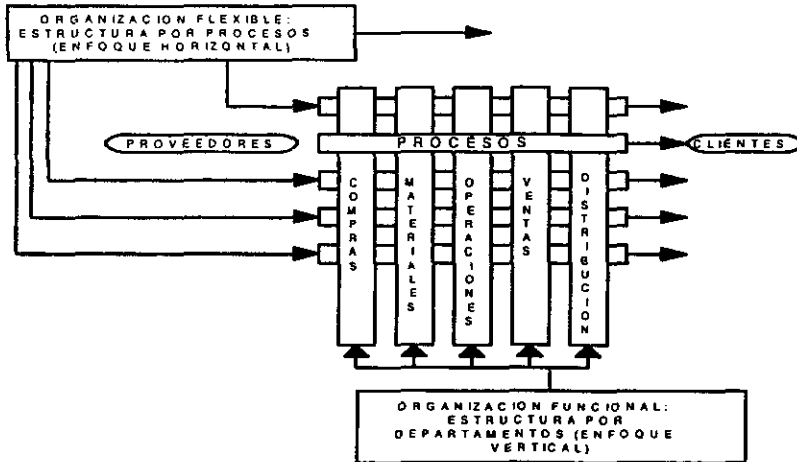 ORGANIZACION FLEXIBLE:
ESTRUCTURA POR PROCESOS
(ENFOQUE HORIZONTAL)
PROVEEDORES
PROCESOS
CLIENTES
COMPRAS
MATERIALES
OPERACIONES
VENTAS
DISTRIBUCION
ORGANIZACION FUNCIONAL:
ESTRUCTURA POR
DEPARTAMENTOS (ENFOQUE
VERTICAL)